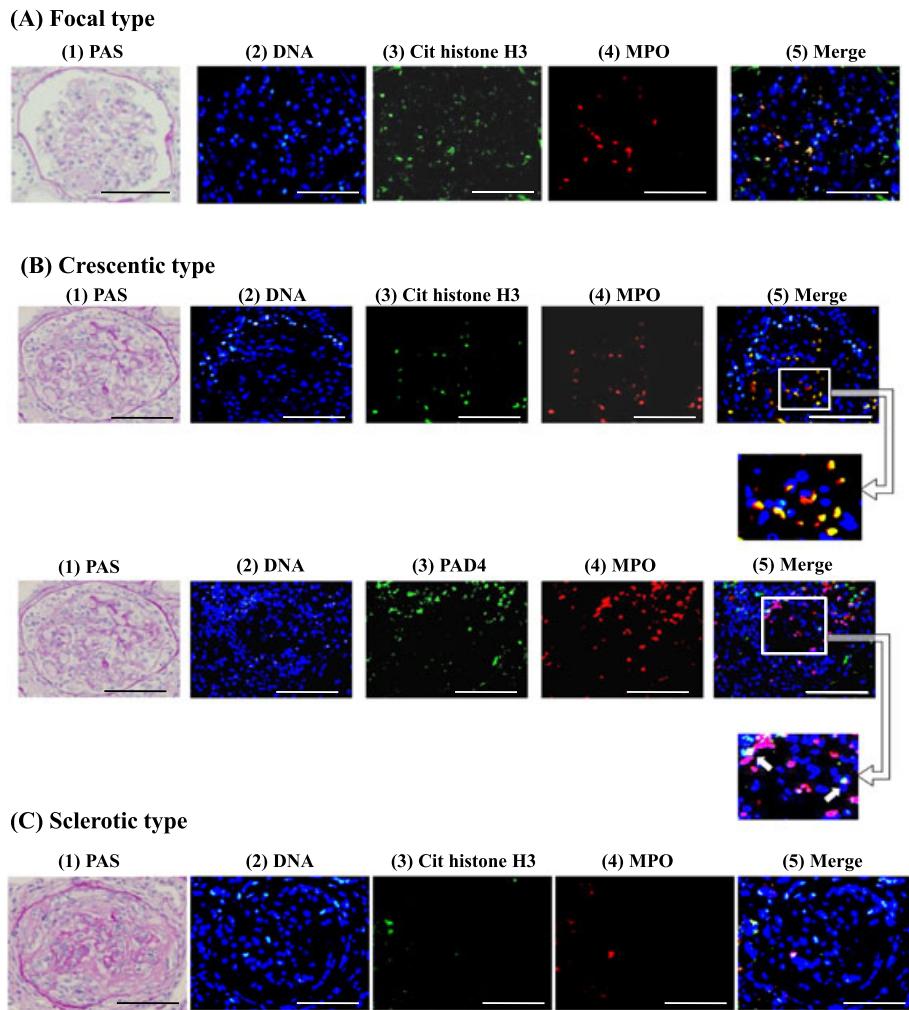 (A) Focal type
(1) PAS (2) DNA (3) Cit histone H3 (4) MPO (5) Merge
(B) Crescentic type
(1) PAS (2) DNA (3) Cit histone H3 (4) MPO (5) Merge
(1) PAS (2) DNA (3) PAD4 (4) MPO (5) Merge
(C) Sclerotic type
(1) PAS (2) DNA (3) Cit histone H3 (4) MPO (5) Merge